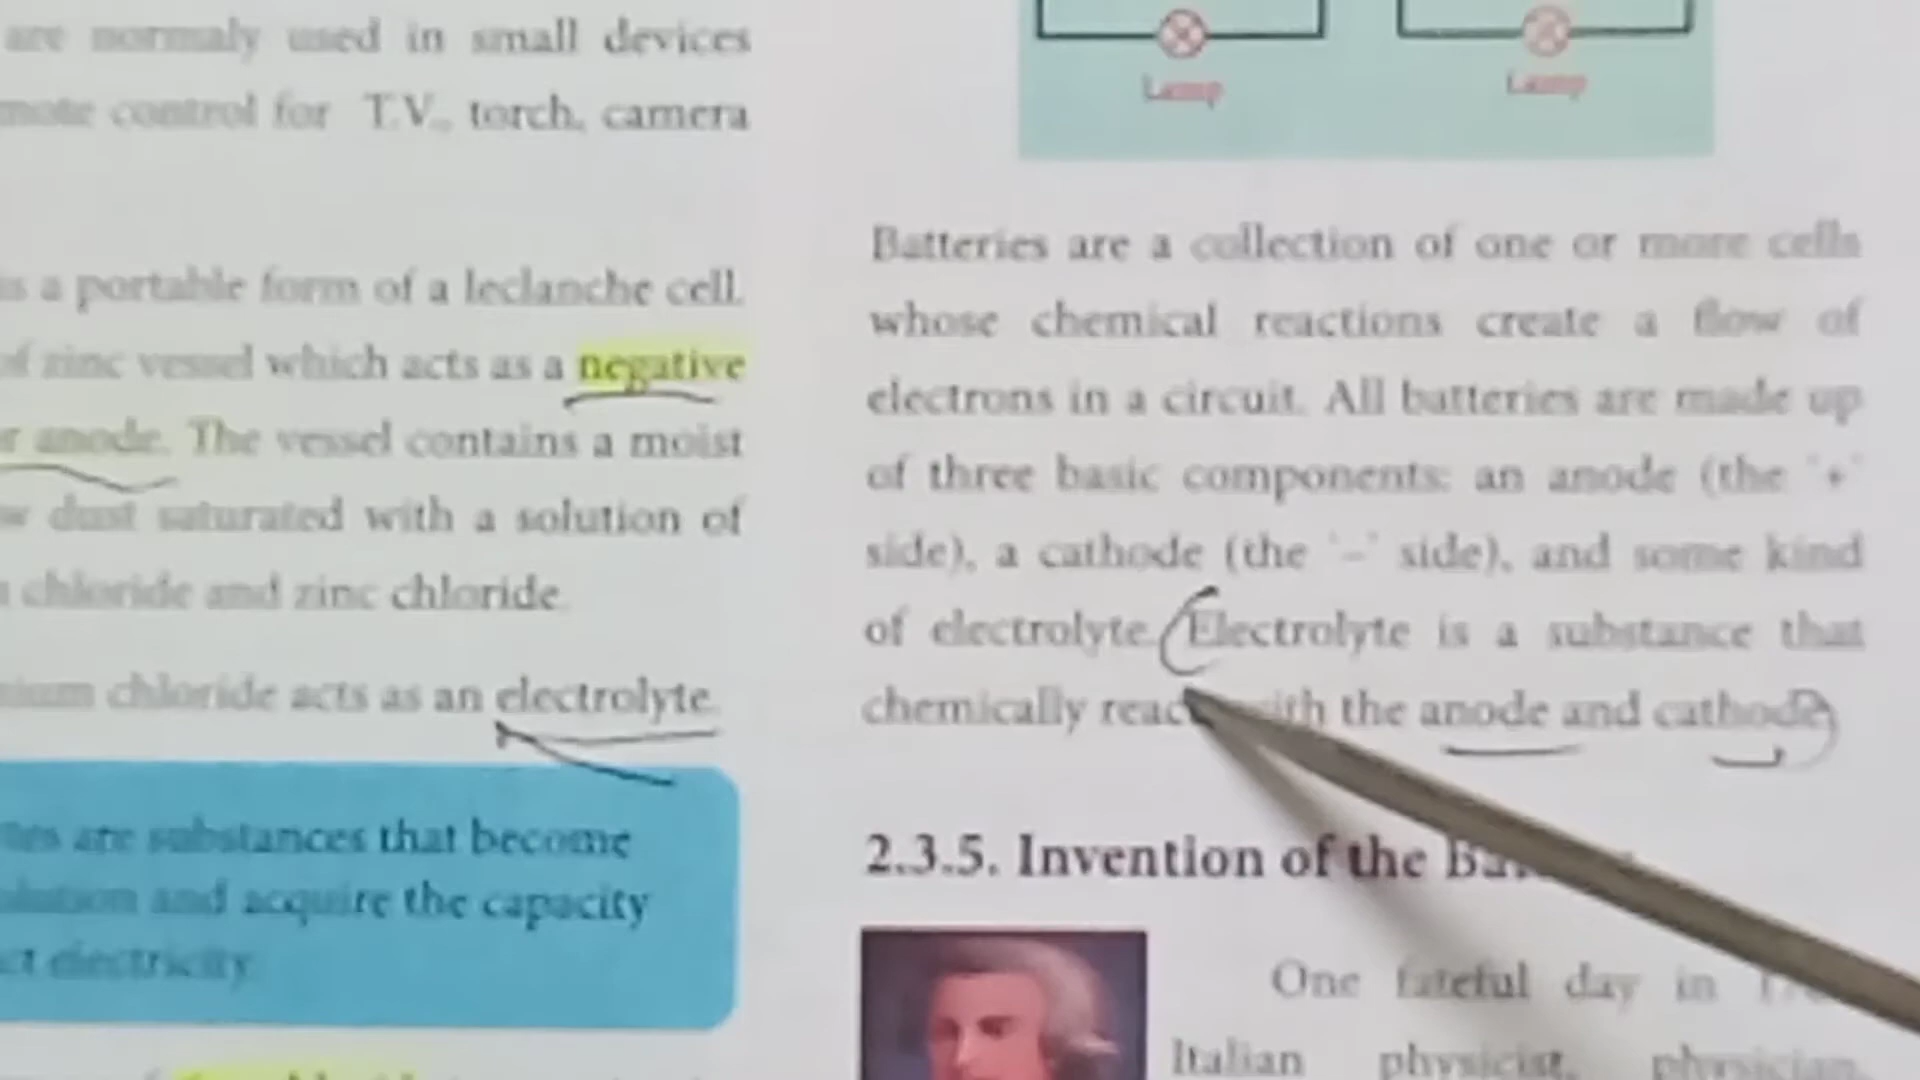 are normaly used in small devices
mote control for T.V., torch, camera
is a portable form of a leclanche cell.
of zinc vessel which acts as a negative
r anode. The vessel contains a moist
w dust saturated with a solution of
chloride and zinc chloride.
nium chloride acts as an electrolyte.
tes are substances that become
olution and acquire the capacity
ct electricity
Lamp
Lamp
Batteries are a collection of one or more cells
whose chemical reactions create a flow of
electrons in a circuit. All batteries are made up
of three basic components: an anode (the '+'
side), a cathode (the '-' side), and some kind
of electrolyte. Electrolyte is a substance that
chemically react with the anode and cathode
2.3.5. Invention of the
One fateful day in
Italian physicist, physician,